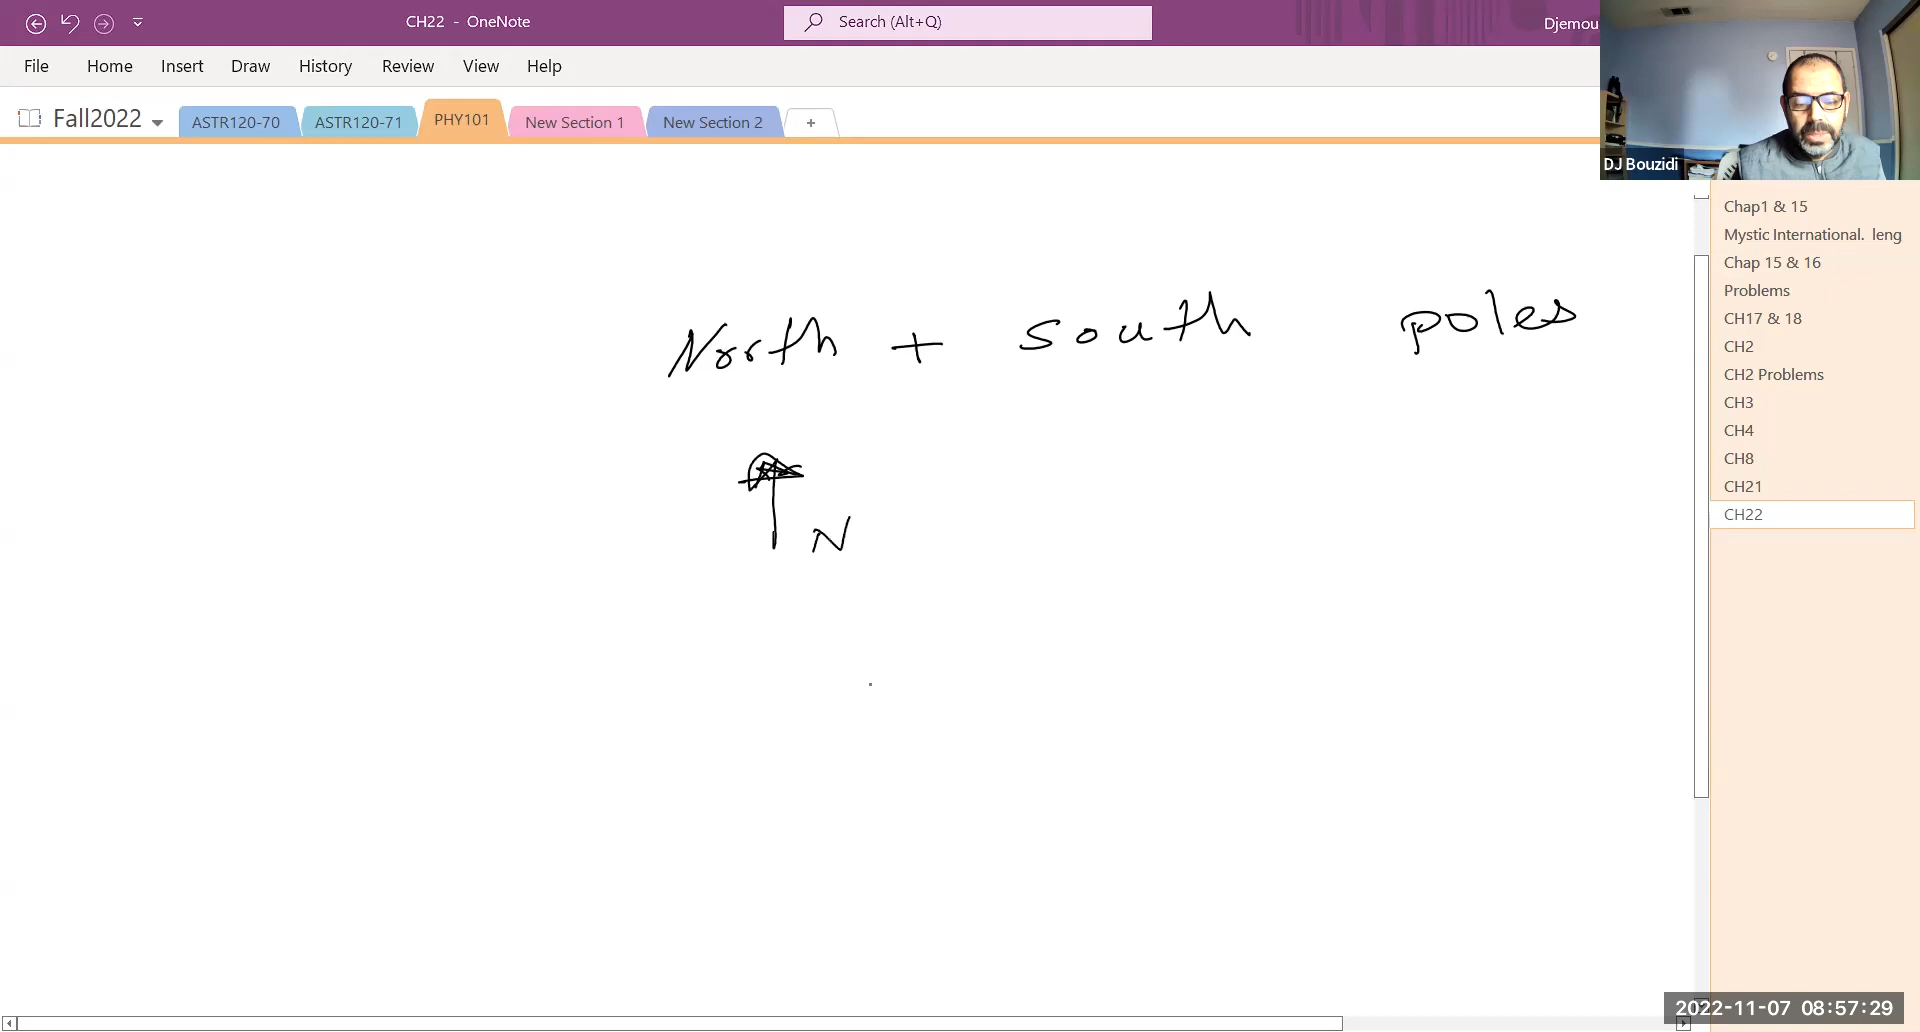 CH22 - OneNote
Search (Alt+Q)
Djemou
File Home Insert Draw History Review View Help
Fall2022 ASTR120-70 ASTR120-71 PHY101 New Section 1 New Section 2 +
DJ Bouzidi
Chap1 & 15
Mystic International. leng
Chap 15 & 16
Problems
CH17 & 18
CH2
CH2 Problems
CH3
CH4
CH8
CH21
CH22
North + south poles
N
2022-11-07 08:57:29